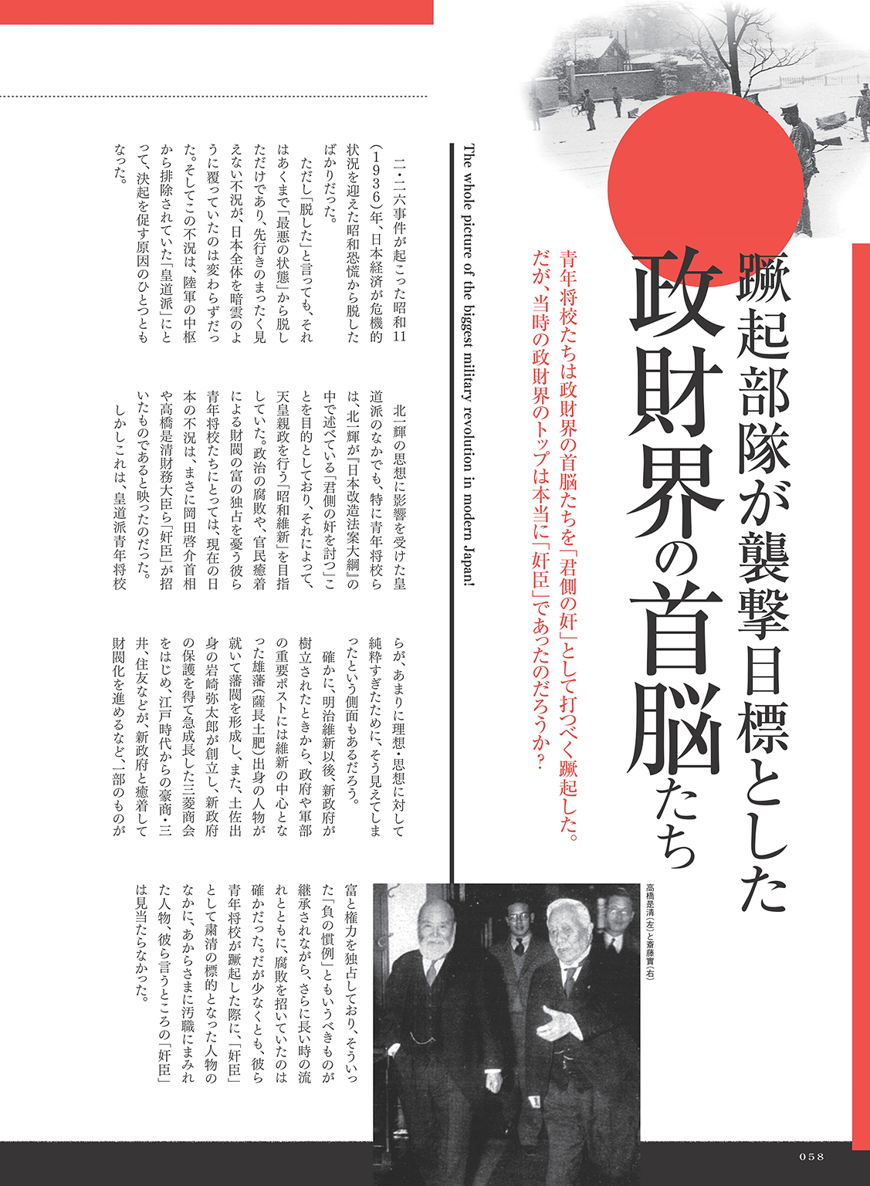 蹶起部隊が襲撃目標とした
政財界の首脳たち
青年将校たちは政財界の首脳たちを「君側の奸」として打つべく蹶起した。
だが、当時の政財界のトップは本当に「奸臣」であったのだろうか?
The whole picture of the biggest military revolution in modern Japan!
二・二六事件が起こった昭和11
(1936)年、日本経済が危機的
状況を迎えた昭和恐慌から脱した
ばかりだった。
ただし「脱した」と言っても、それ
はあくまで「最悪の状態」から脱し
ただけであり、先行きのまったく見
えない不況が、日本全体を暗雲のよ
うに覆っていたのは変わらずだっ
た。そしてこの不況は、陸軍の中枢
から排除されていた「皇道派」にと
って、決起を促す原因のひとつとも
なった。
北一輝の思想に影響を受けた皇
道派のなかでも、特に青年将校ら
は、北一輝が『日本改造法案大綱』の
中で述べている「君側の奸を討つ」こ
とを目的としており、それによって、
天皇親政を行う「昭和維新」を目指
していた。政治の腐敗や、官民癒着
による財閥の富の独占を憂う彼ら
青年将校たちにとっては、現在の日
本の不況は、まさに岡田啓介首相
や高橋是清財務大臣ら「奸臣」が招
いたものであると映ったのだった。
しかしこれは、皇道派青年将校
らが、あまりに理想・思想に対して
純粋すぎたために、そう見えてしま
ったという側面もあるだろう。
確かに、明治維新以後、新政府が
樹立されたときから、政府や軍部
の重要ポストには維新の中心とな
った雄藩(薩長土肥)出身の人物が
就いて藩閥を形成し、また、土佐出
身の岩崎弥太郎が創立し、新政府
の保護を得て急成長した三菱商会
をはじめ、江戸時代からの豪商・三
井、住友などが、新政府と癒着して
財閥化を進めるなど、一部のものが
富と権力を独占しており、そういっ
た「負の慣例」ともいうべきものが
継承されながら、さらに長い時の流
れとともに、腐敗を招いていたのは
確かだった。だが少なくとも、彼ら
青年将校が蹶起した際に、「奸臣」
として粛清の標的となった人物の
なかに、あからさまに汚職にまみれ
た人物、彼ら言うところの「奸臣」
は見当たらなかった。
高橋是清(左)と斎藤實(右)
058